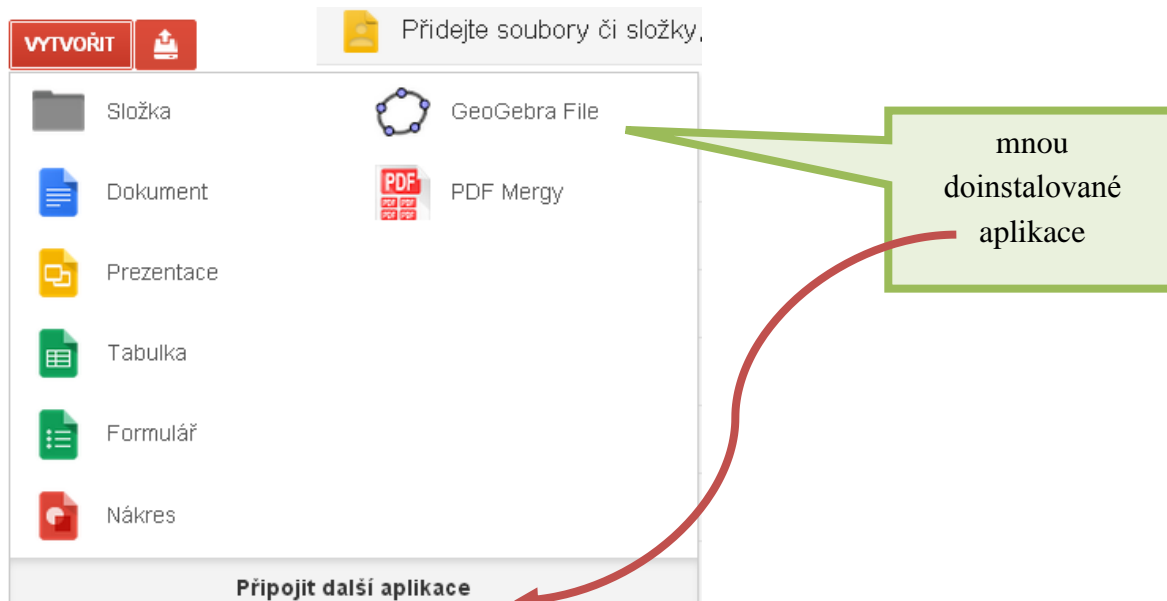 VYTVOŘIT
Přidejte soubory či složky,
Složka
GeoGebra File
Dokument
PDF
PDF Mergy
Prezentace
Tabulka
Formulář
Nákres
Připojit další aplikace
mnou
doinstalované
aplikace